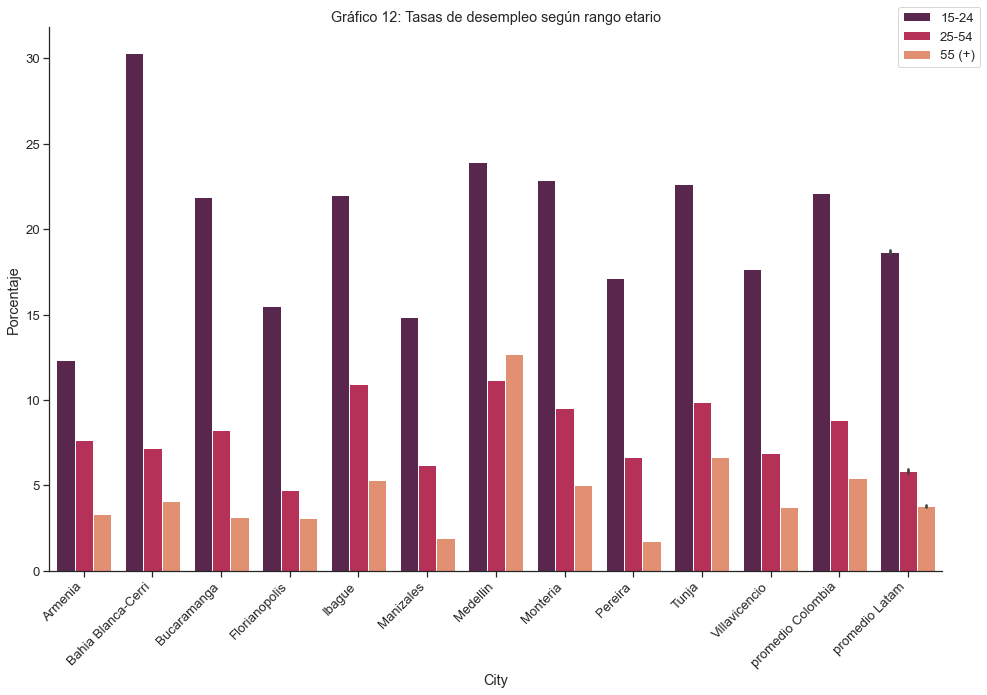 Gráfico 12: Tasas de desempleo según rango etario
15-24
25-54
55 (+)
Porcentaje
30
25
20
15
10
5
0
Armenia
Bahia Blanca-Cerri
Bucaramanga
Florianopolis
Ibague
Manizales
Medellin
Monteria
Pereira
Tunja
Villavicencio
promedio Colombia
promedio Latam
City